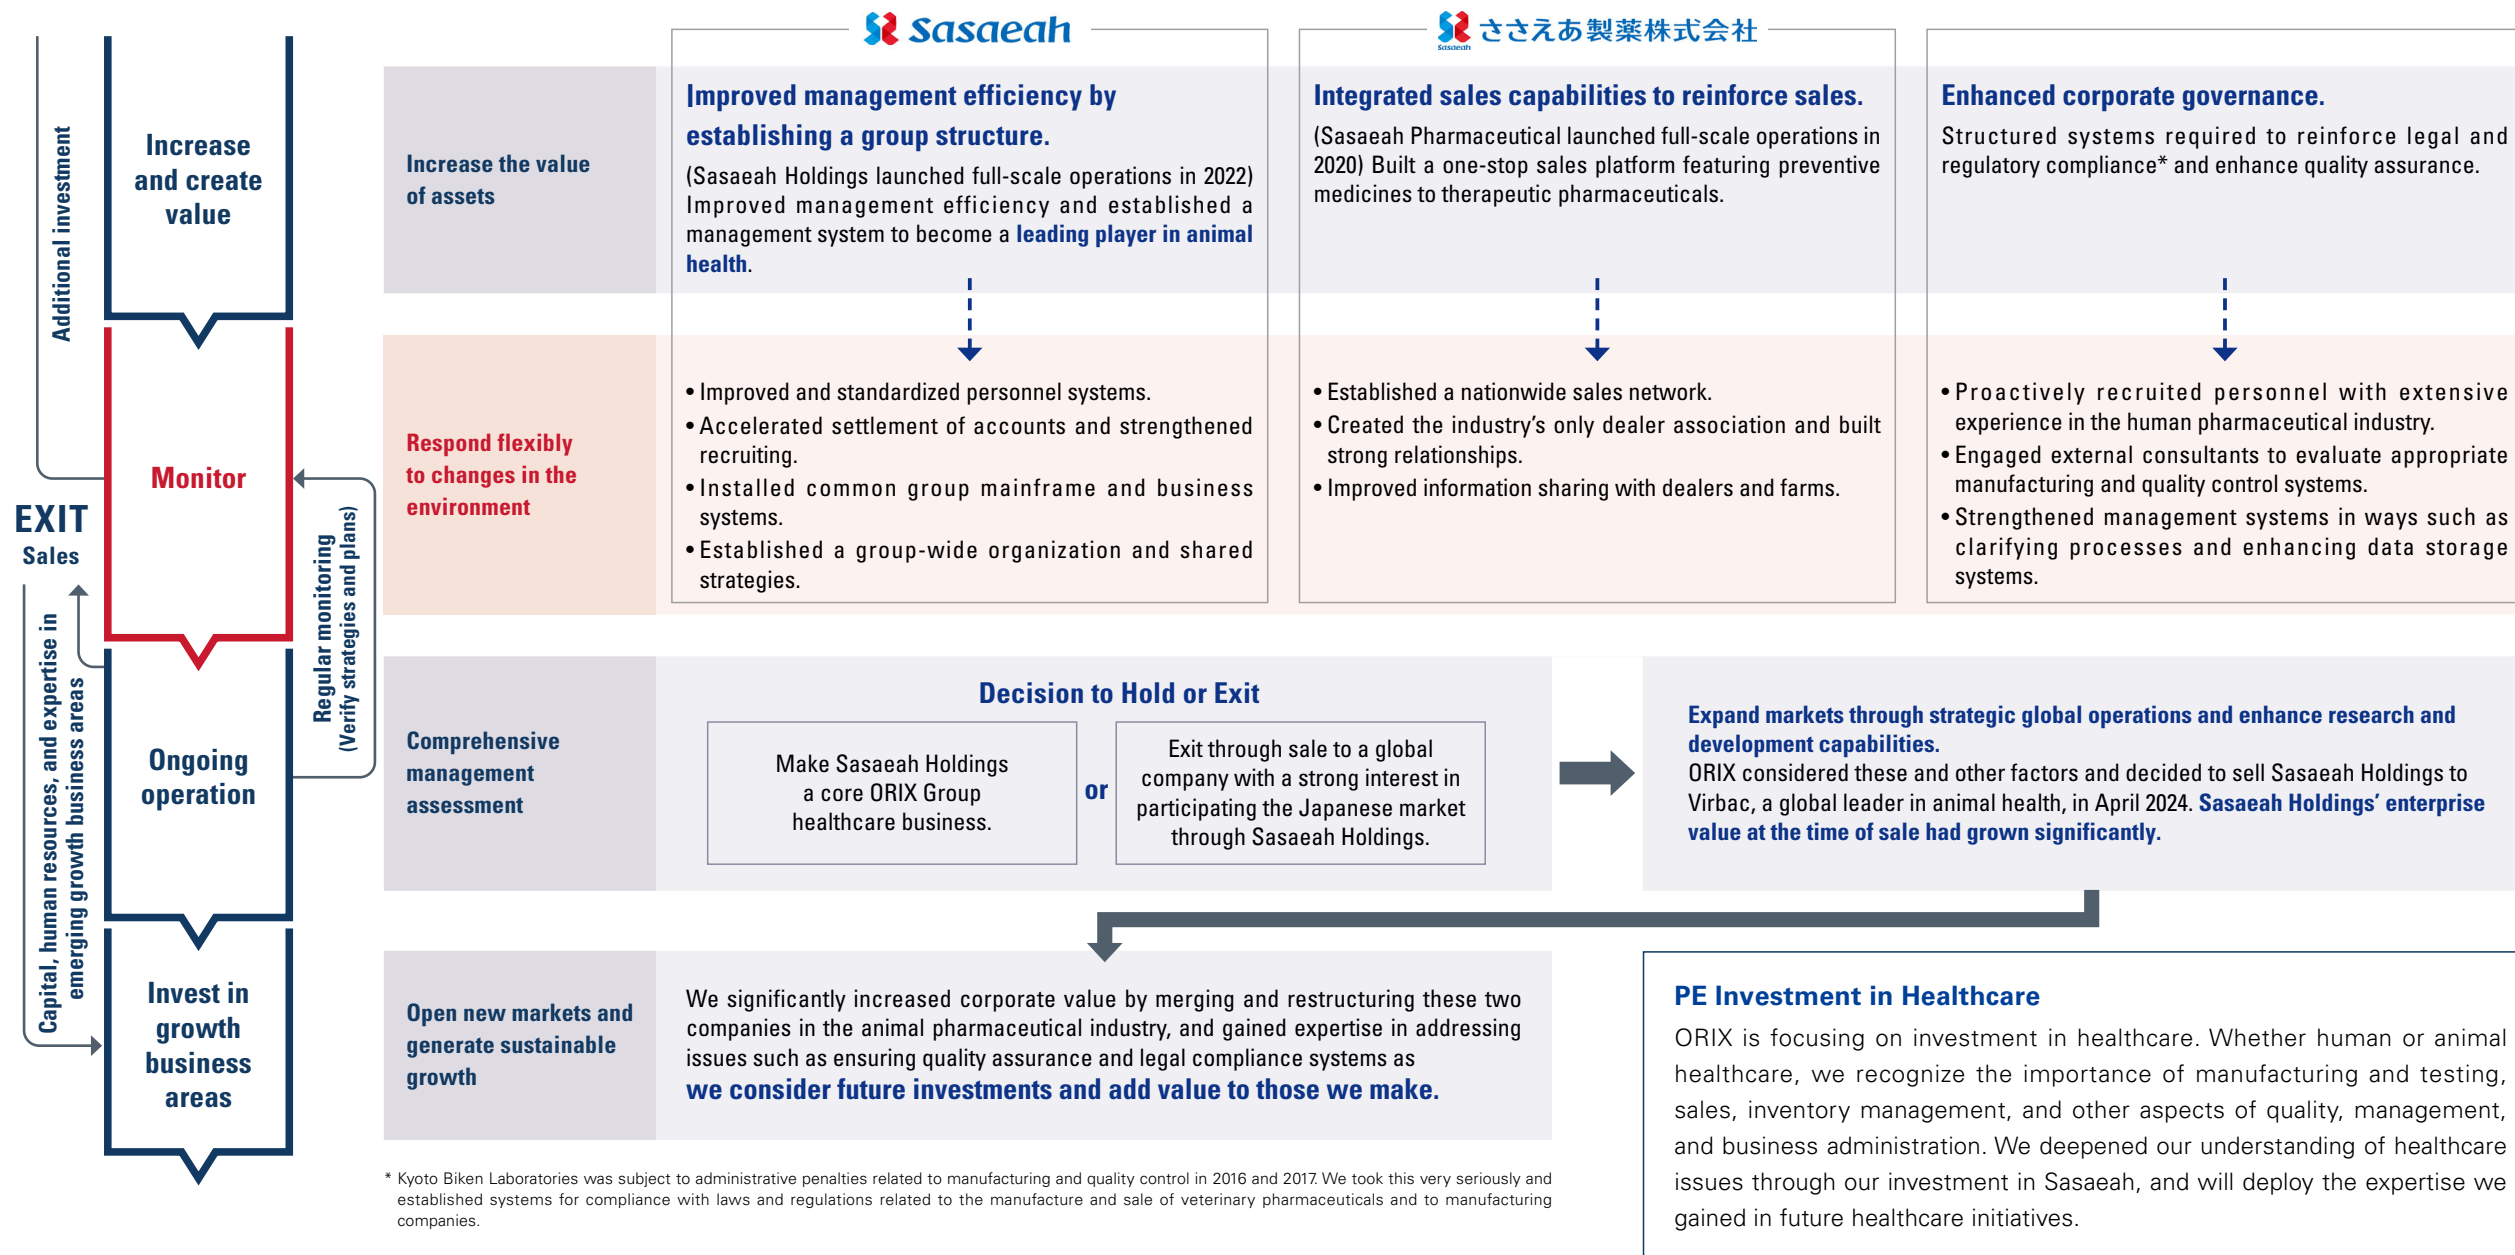 Sasaeah
Sasaeah
ささえあ製薬株式会社
Additional investment
Increase
and create
value
Increase the value
of assets
Improved management efficiency by
establishing a group structure.
(Sasaeah Holdings launched full-scale operations in 2022)
Improved management efficiency and established a
management system to become a leading player in animal
health.
Integrated sales capabilities to reinforce sales.
(Sasaeah Pharmaceutical launched full-scale operations in
2020) Built a one-stop sales platform featuring preventive
medicines to therapeutic pharmaceuticals.
Enhanced corporate governance.
Structured systems required to reinforce legal and
regulatory compliance* and enhance quality assurance.
Monitor
EXIT
Sales
Regular monitoring
(Verify strategies and plans)
Respond flexibly
to changes in the
environment
• Improved and standardized personnel systems.
• Accelerated settlement of accounts and strengthened
recruiting.
• Installed common group mainframe and business
systems.
• Established a group-wide organization and shared
strategies.
• Established a nationwide sales network.
• Created the industry’s only dealer association and built
strong relationships.
• Improved information sharing with dealers and farms.
• Proactively recruited personnel with extensive
experience in the human pharmaceutical industry.
• Engaged external consultants to evaluate appropriate
manufacturing and quality control systems.
• Strengthened management systems in ways such as
clarifying processes and enhancing data storage
systems.
Capital, human resources, and expertise in
emerging growth business areas
Ongoing
operation
Comprehensive
management
assessment
Decision to Hold or Exit
Make Sasaeah Holdings
a core ORIX Group
healthcare business.
or
Exit through sale to a global
company with a strong interest in
participating the Japanese market
through Sasaeah Holdings.
Expand markets through strategic global operations and enhance research and
development capabilities.
ORIX considered these and other factors and decided to sell Sasaeah Holdings to
Virbac, a global leader in animal health, in April 2024. Sasaeah Holdings’ enterprise
value at the time of sale had grown significantly.
Invest in
growth
business
areas
Open new markets and
generate sustainable
growth
We significantly increased corporate value by merging and restructuring these two
companies in the animal pharmaceutical industry, and gained expertise in addressing
issues such as ensuring quality assurance and legal compliance systems as
we consider future investments and add value to those we make.
* Kyoto Biken Laboratories was subject to administrative penalties related to manufacturing and quality control in 2016 and 2017. We took this very seriously and
established systems for compliance with laws and regulations related to the manufacture and sale of veterinary pharmaceuticals and to manufacturing
companies.
PE Investment in Healthcare
ORIX is focusing on investment in healthcare. Whether human or animal
healthcare, we recognize the importance of manufacturing and testing,
sales, inventory management, and other aspects of quality, management,
and business administration. We deepened our understanding of healthcare
issues through our investment in Sasaeah, and will deploy the expertise we
gained in future healthcare initiatives.